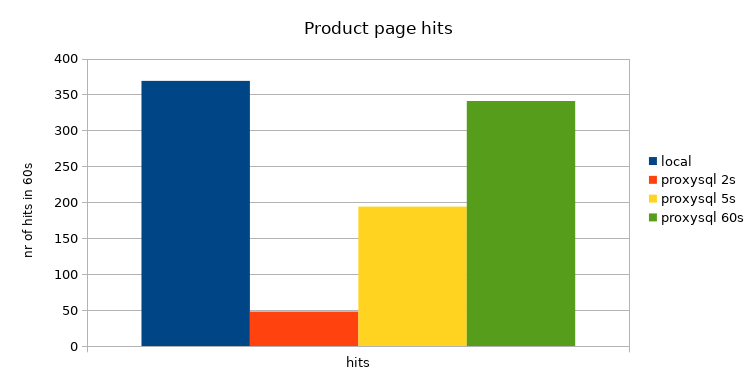 Product page hits
400
350
300
250
200
150
100
50
0
nr of hits in 60s
hits
local
proxysql 2s
proxysql 5s
proxysql 60s